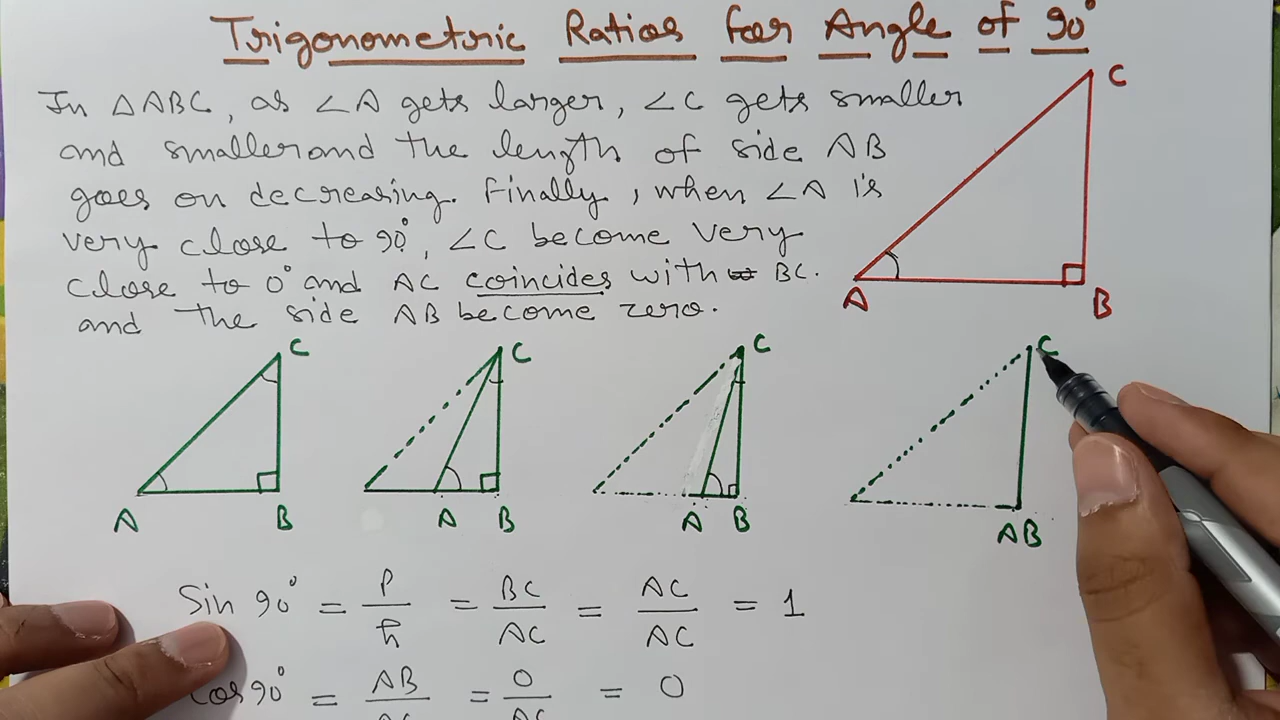 Trigonometric Ratios for Angle of 90°
In △ABC, as ∠A gets larger, ∠C gets smaller
and smaller and the length of side AB
goes on decreasing. Finally, when ∠A is
very close to 90°, ∠C become very
close to 0° and AC coincides with BC.
and the side AB become zero.
C
A
B
C
A
B
C
A B
C
A B
C
A B
Sin 90° = P/h = BC/AC = AC/AC = 1
Cos 90° = AB/AC = 0/AC = 0